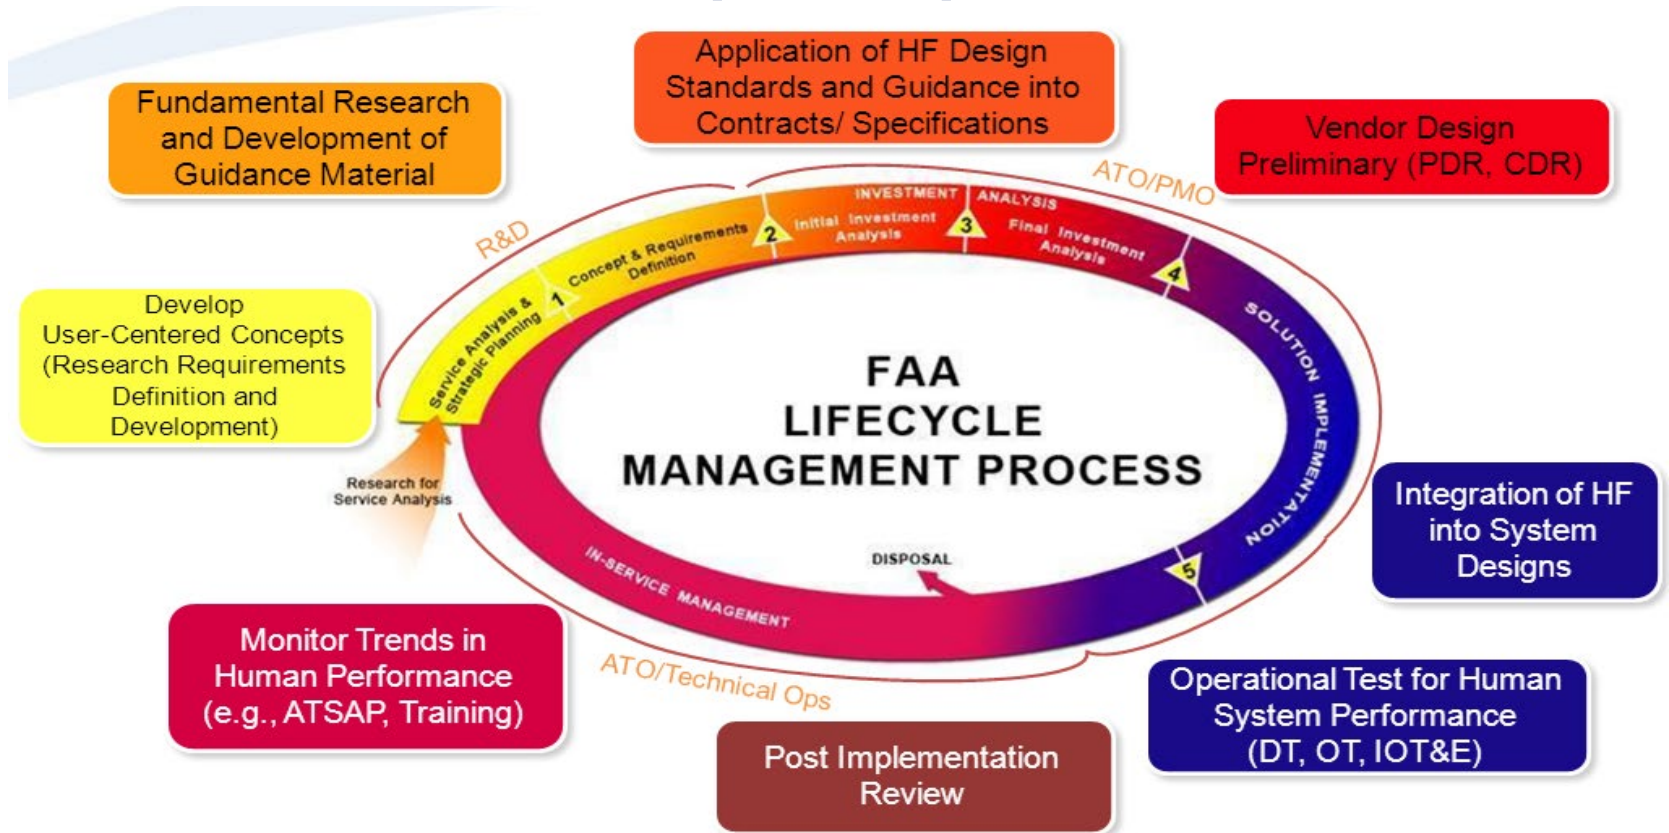 Application of HF Design
Standards and Guidance into
Contracts/ Specifications
Fundamental Research
and Development of
Guidance Material
Vendor Design
Preliminary (PDR, CDR)
ATO/PMO
R&D
INVESTMENT ANALYSIS
Initial Investment
Analysis
Final Investment
Analysis
Concept & Requirements
Definition
Service Analysis &
Strategic Planning
1
2
3
4
5
Develop
User-Centered Concepts
(Research Requirements
Definition and
Development)
SOLUTION IMPLEMENTATION
FAA
LIFECYCLE
MANAGEMENT PROCESS
Research for
Service Analysis
Integration of HF
into System
Designs
DISPOSAL
IN-SERVICE MANAGEMENT
Monitor Trends in
Human Performance
(e.g., ATSAP, Training)
ATO/Technical Ops
Operational Test for Human
System Performance
(DT, OT, IOT&E)
Post Implementation
Review